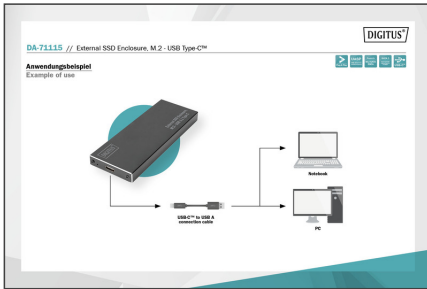 DIGITUS®
DA-71115 // External SSD Enclosure, M.2 - USB Type-C™
Anwendungsbeispiel
Example of use
DIGITUS
Notebook
USB-C™ to USB A
connection cable
PC